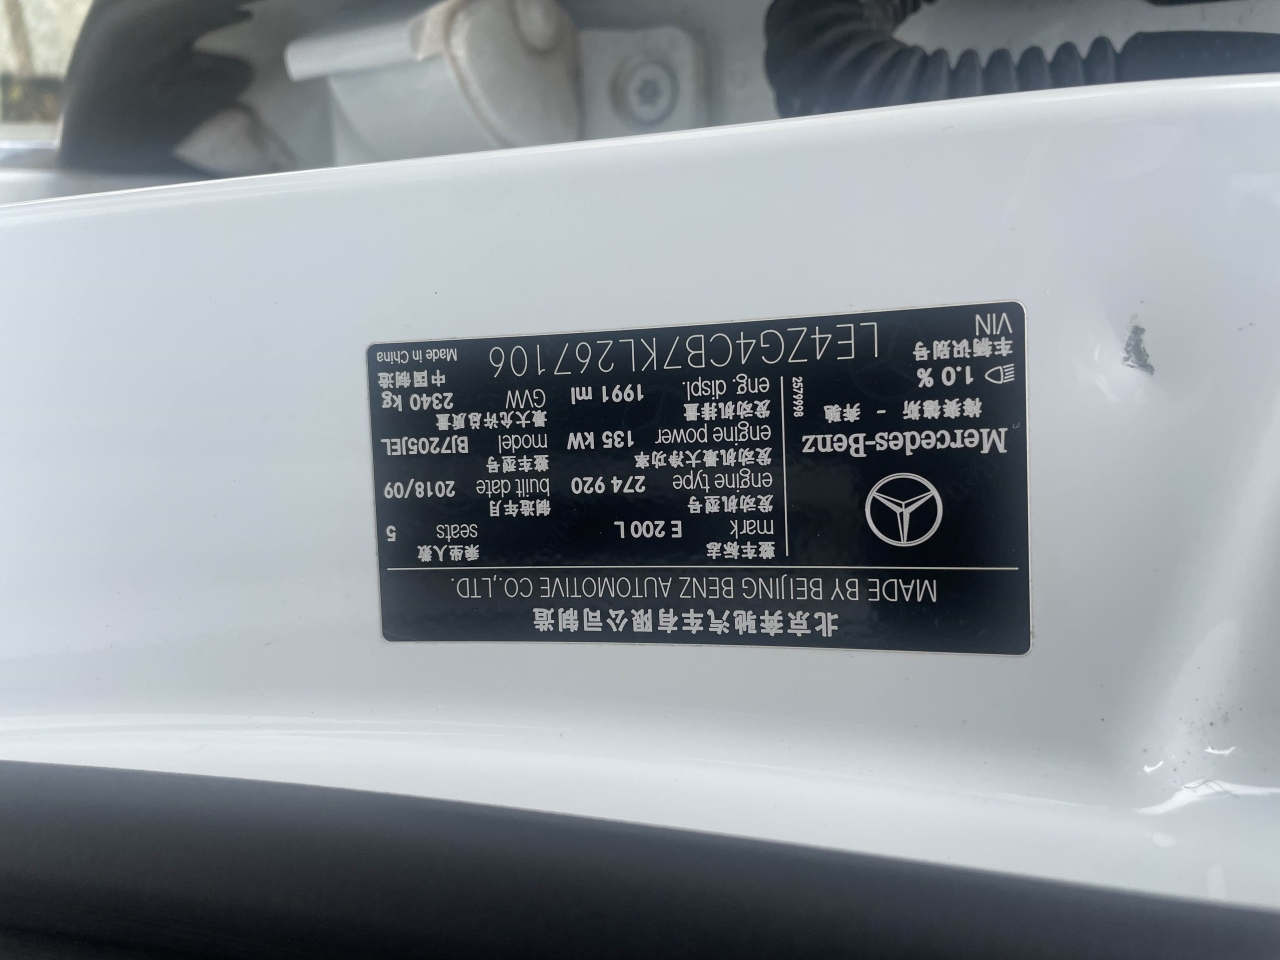 北京奔驰汽车有限公司制造
MADE BY BEIJING BENZ AUTOMOTIVE CO.,LTD.
Mercedes-Benz
梅赛德斯 - 奔驰
1.0 %
2579998
整车标志
mark E 200 L
乘坐人数
seats 5
发动机型号
engine type 274 920
制造年月
built date 2018/09
发动机最大净功率
engine power 135 kW
整车型号
model BJ7205JEL
发动机排量
eng. displ. 1991 ml
最大允许总质量
GVW 2340 kg
车辆识别号
VIN LE4ZG4CB7KL267106
中国制造
Made in China